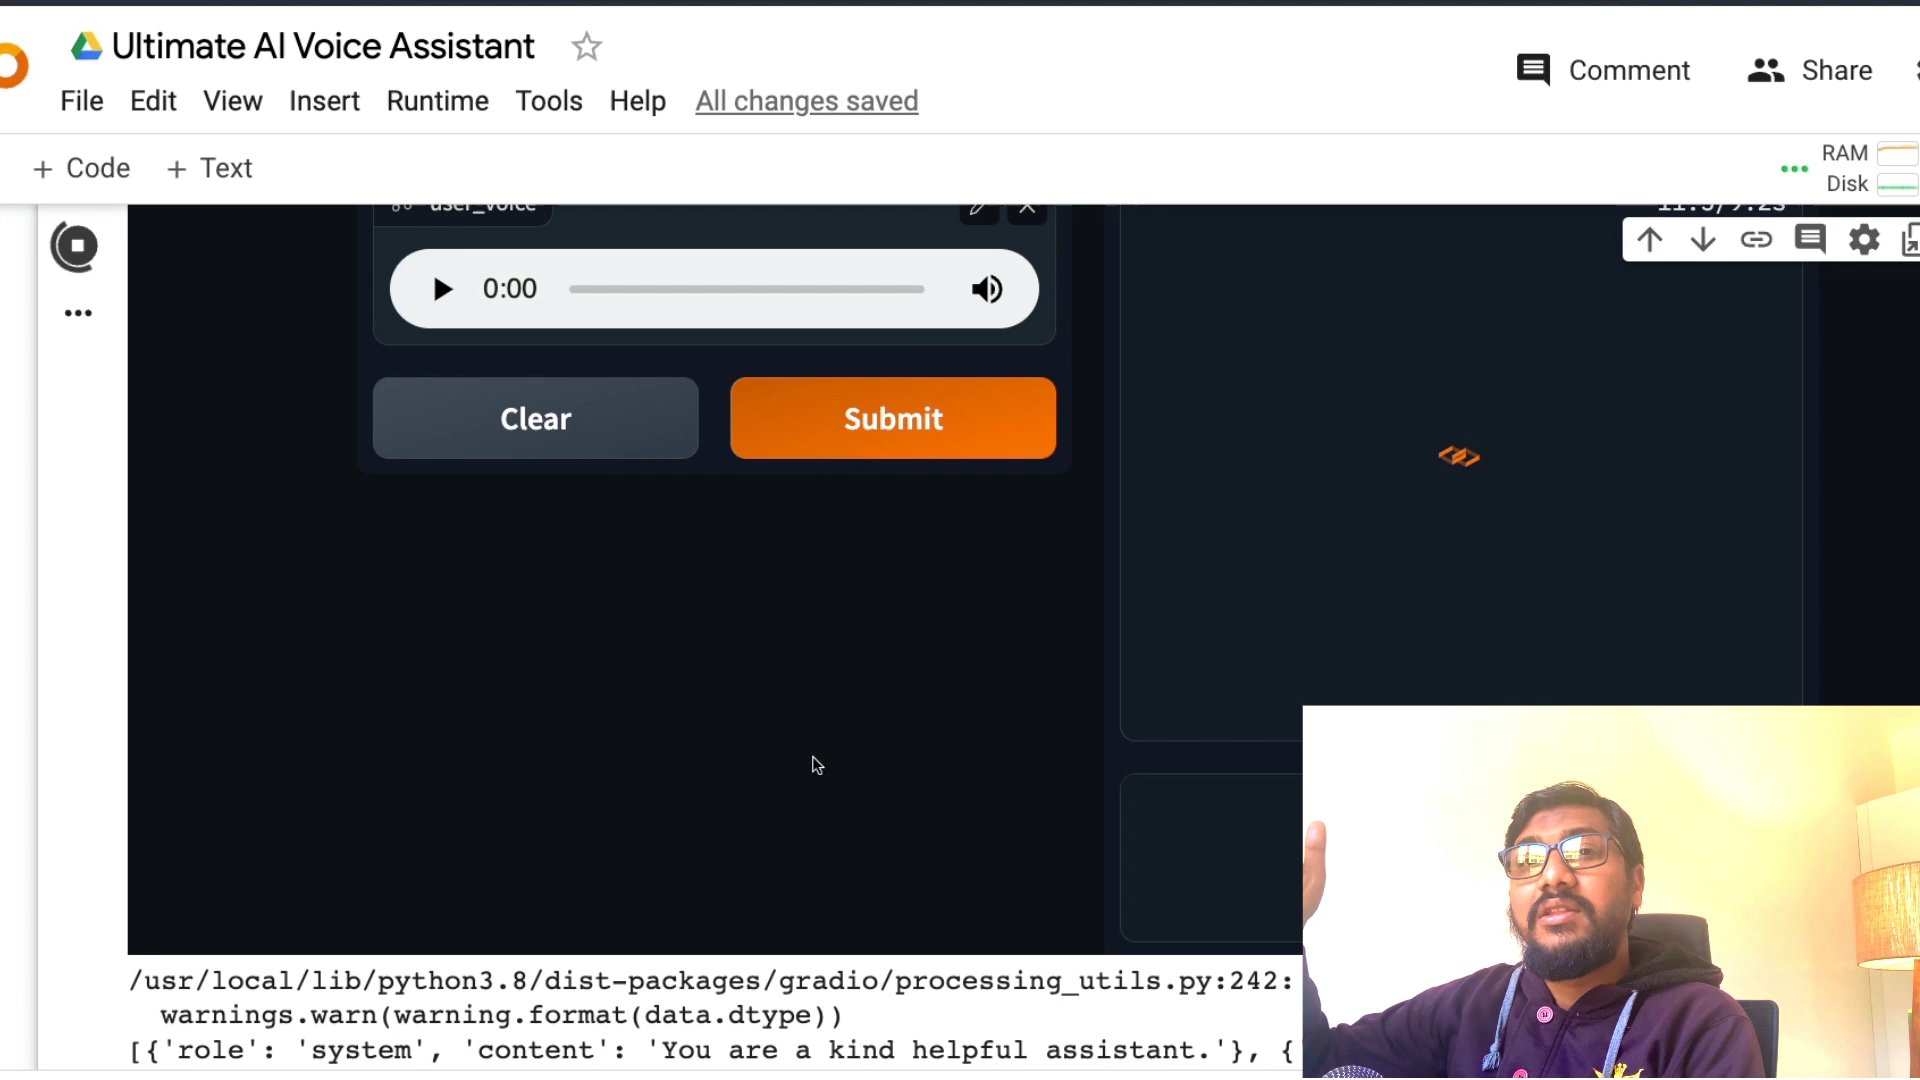 Ultimate AI Voice Assistant
Comment
Share
File Edit View Insert Runtime Tools Help All changes saved
+ Code + Text
RAM
Disk
user_voice
0:00
Clear
Submit
/usr/local/lib/python3.8/dist-packages/gradio/processing_utils.py:242:
warnings.warn(warning.format(data.dtype))
[{'role': 'system', 'content': 'You are a kind helpful assistant.'}, {'